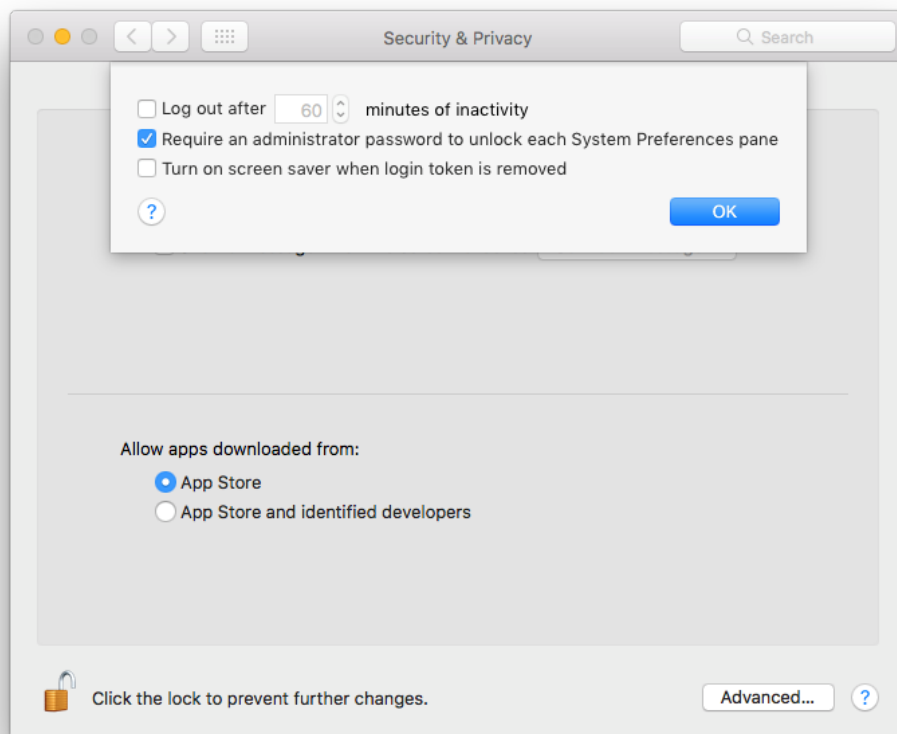 Security & Privacy
Search
Log out after 60 minutes of inactivity
Require an administrator password to unlock each System Preferences pane
Turn on screen saver when login token is removed
?
OK
Allow apps downloaded from:
App Store
App Store and identified developers
Click the lock to prevent further changes.
Advanced...
?